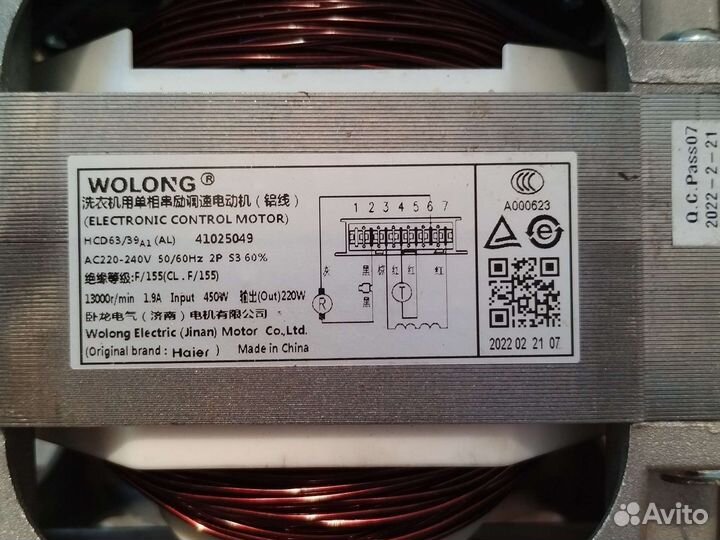 WOLONG®
洗衣机用单相串励调速电动机（铝线）
(ELECTRONIC CONTROL MOTOR)
HCD63/39A1 (AL) 41025049
AC220-240V 50/60Hz 2P S3 60%
绝缘等级:F/155(CL . F/155)
13000r/min 1.9A Input 450W 输出(Out)220W
卧龙电气（济南）电机有限公司
Wolong Electric (Jinan) Motor Co.,Ltd.
(Original brand : Haier ) Made in China
1 2 3 4 5 6 7
灰 黑 棕 红 红 红
R T
黑
CCC
A000623
e
2022 02 21 07
Q.C.Pass07
2022-2-21
Avito